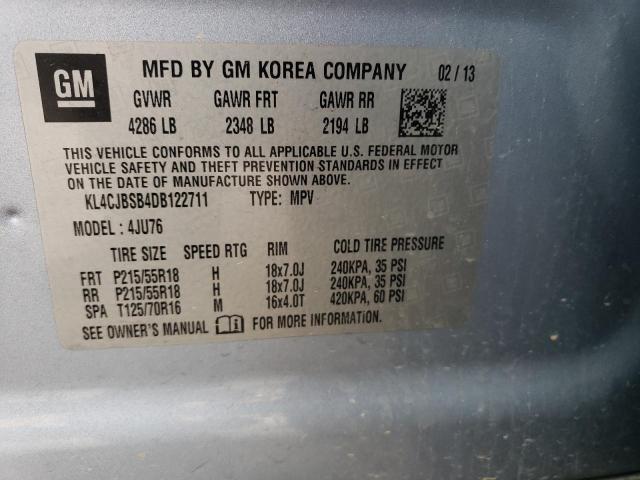 GM
MFD BY GM KOREA COMPANY 02 / 13
GVWR GAWR FRT GAWR RR
4286 LB 2348 LB 2194 LB
THIS VEHICLE CONFORMS TO ALL APPLICABLE U.S. FEDERAL MOTOR
VEHICLE SAFETY AND THEFT PREVENTION STANDARDS IN EFFECT
ON THE DATE OF MANUFACTURE SHOWN ABOVE.
KL4CJBSB4DB122711 TYPE: MPV
MODEL : 4JU76
TIRE SIZE SPEED RTG RIM COLD TIRE PRESSURE
FRT P215/55R18 H 18x7.0J 240KPA, 35 PSI
RR P215/55R18 H 18x7.0J 240KPA, 35 PSI
SPA T125/70R16 M 16x4.0T 420KPA, 60 PSI
SEE OWNER'S MANUAL FOR MORE INFORMATION.